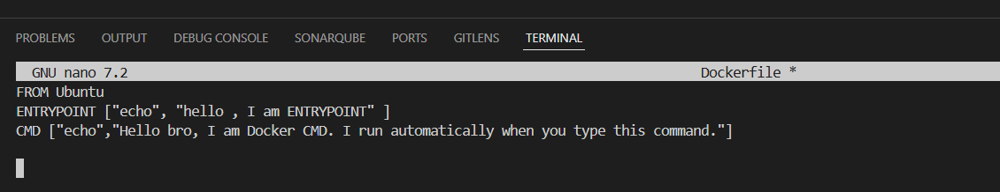 PROBLEMS OUTPUT DEBUG CONSOLE SONARQUBE PORTS GITLENS TERMINAL
GNU nano 7.2 Dockerfile *
FROM Ubuntu
ENTRYPOINT ["echo", "hello , I am ENTRYPOINT" ]
CMD ["echo","Hello bro, I am Docker CMD. I run automatically when you type this command."]